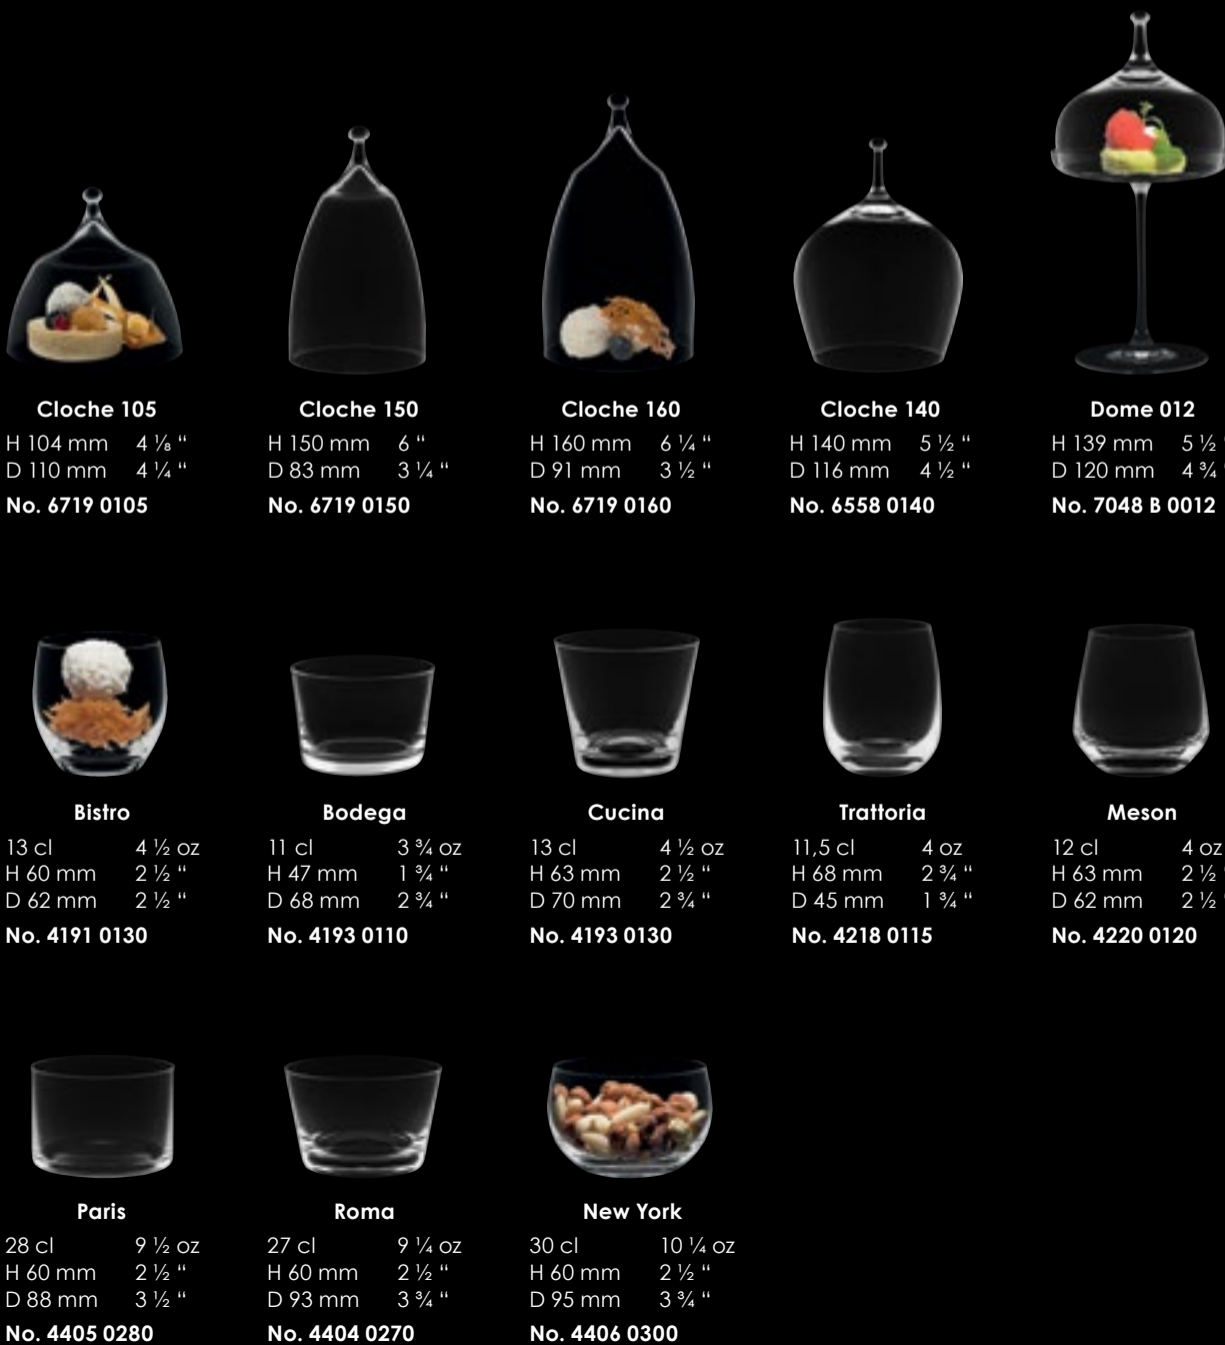 Cloche 105
H 104 mm 4 ⅛ “
D 110 mm 4 ¼ “
No. 6719 0105
Cloche 150
H 150 mm 6 “
D 83 mm 3 ¼ “
No. 6719 0150
Cloche 160
H 160 mm 6 ¼ “
D 91 mm 3 ½ “
No. 6719 0160
Cloche 140
H 140 mm 5 ½ “
D 116 mm 4 ½ “
No. 6558 0140
Dome 012
H 139 mm 5 ½
D 120 mm 4 ¾
No. 7048 B 0012
Bistro
13 cl 4 ½ oz
H 60 mm 2 ½ “
D 62 mm 2 ½ “
No. 4191 0130
Bodega
11 cl 3 ¾ oz
H 47 mm 1 ¾ “
D 68 mm 2 ¾ “
No. 4193 0110
Cucina
13 cl 4 ½ oz
H 63 mm 2 ½ “
D 70 mm 2 ¾ “
No. 4193 0130
Trattoria
11,5 cl 4 oz
H 68 mm 2 ¾ “
D 45 mm 1 ¾ “
No. 4218 0115
Meson
12 cl 4 oz
H 63 mm 2 ½ “
D 62 mm 2 ½ “
No. 4220 0120
Paris
28 cl 9 ½ oz
H 60 mm 2 ½ “
D 88 mm 3 ½ “
No. 4405 0280
Roma
27 cl 9 ¼ oz
H 60 mm 2 ½ “
D 93 mm 3 ¾ “
No. 4404 0270
New York
30 cl 10 ¼ oz
H 60 mm 2 ½ “
D 95 mm 3 ¾ “
No. 4406 0300